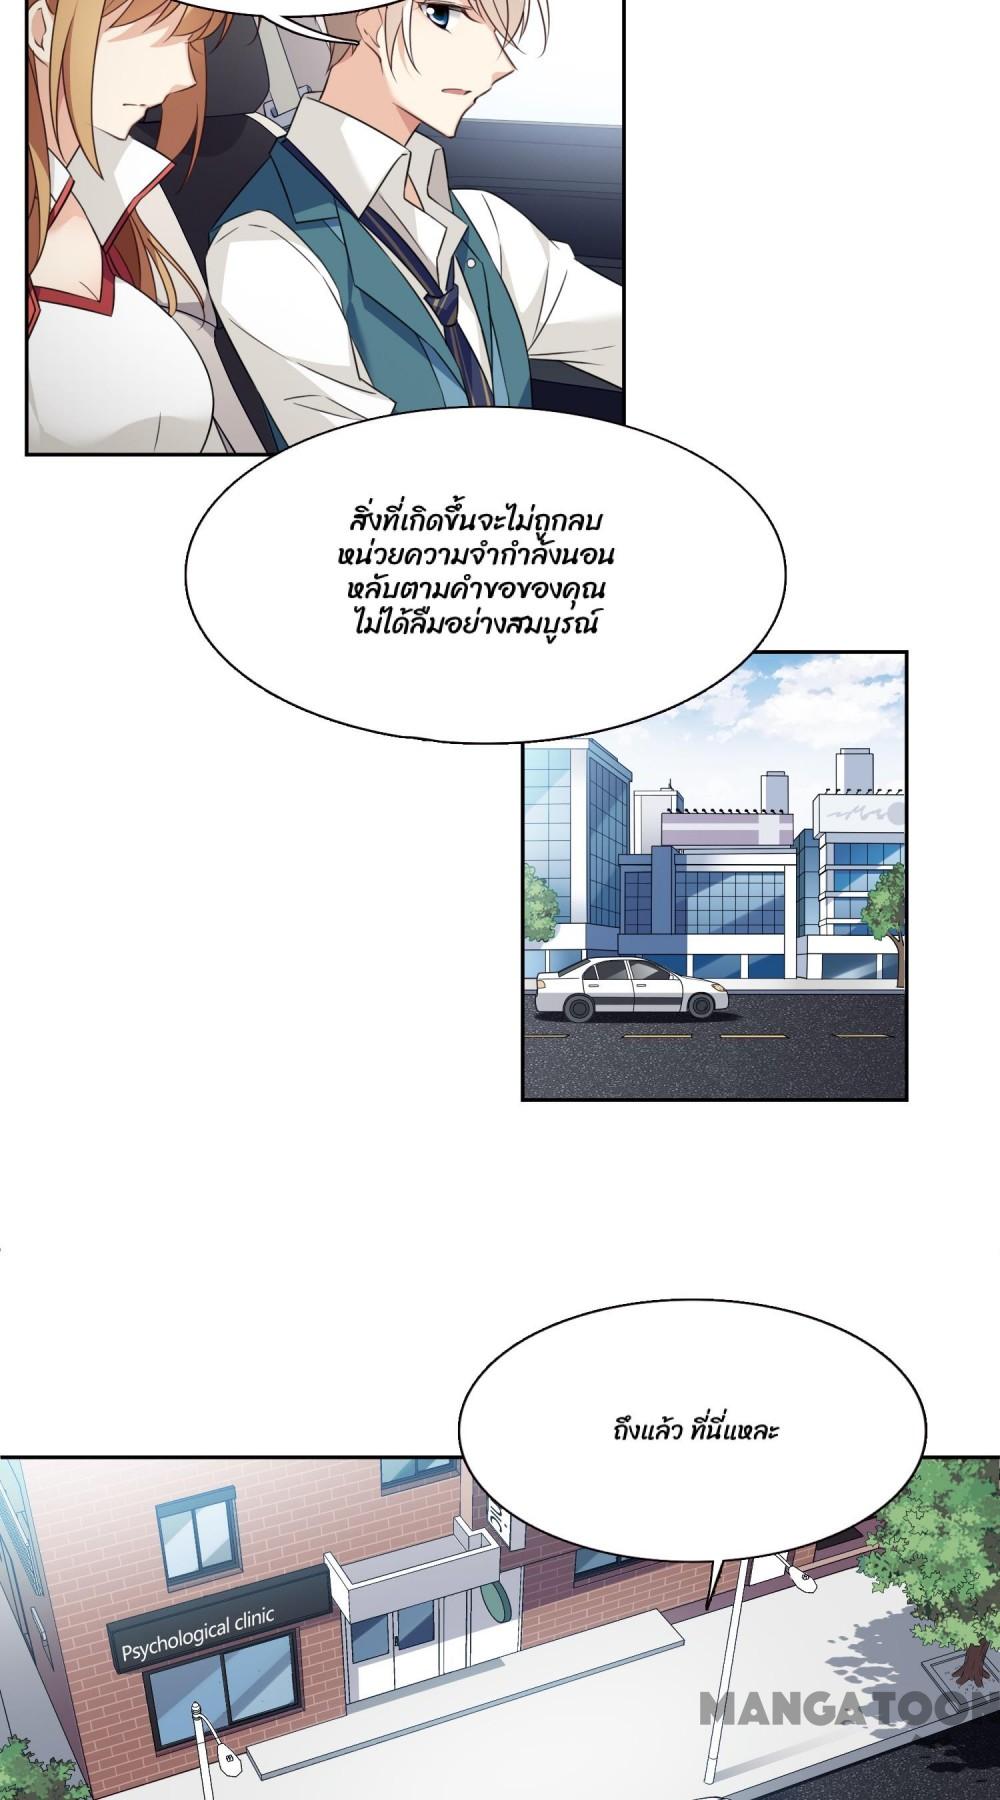 สิ่งที่เกิดขึ้นจะไม่ถูกลบ
หน่วยความจำกำลังนอน
หลับตามคำขอของคุณ
ไม่ได้ลืมอย่างสมบูรณ์
ถึงแล้ว ที่นี่แหละ
Psychological clinic
MANGATOON